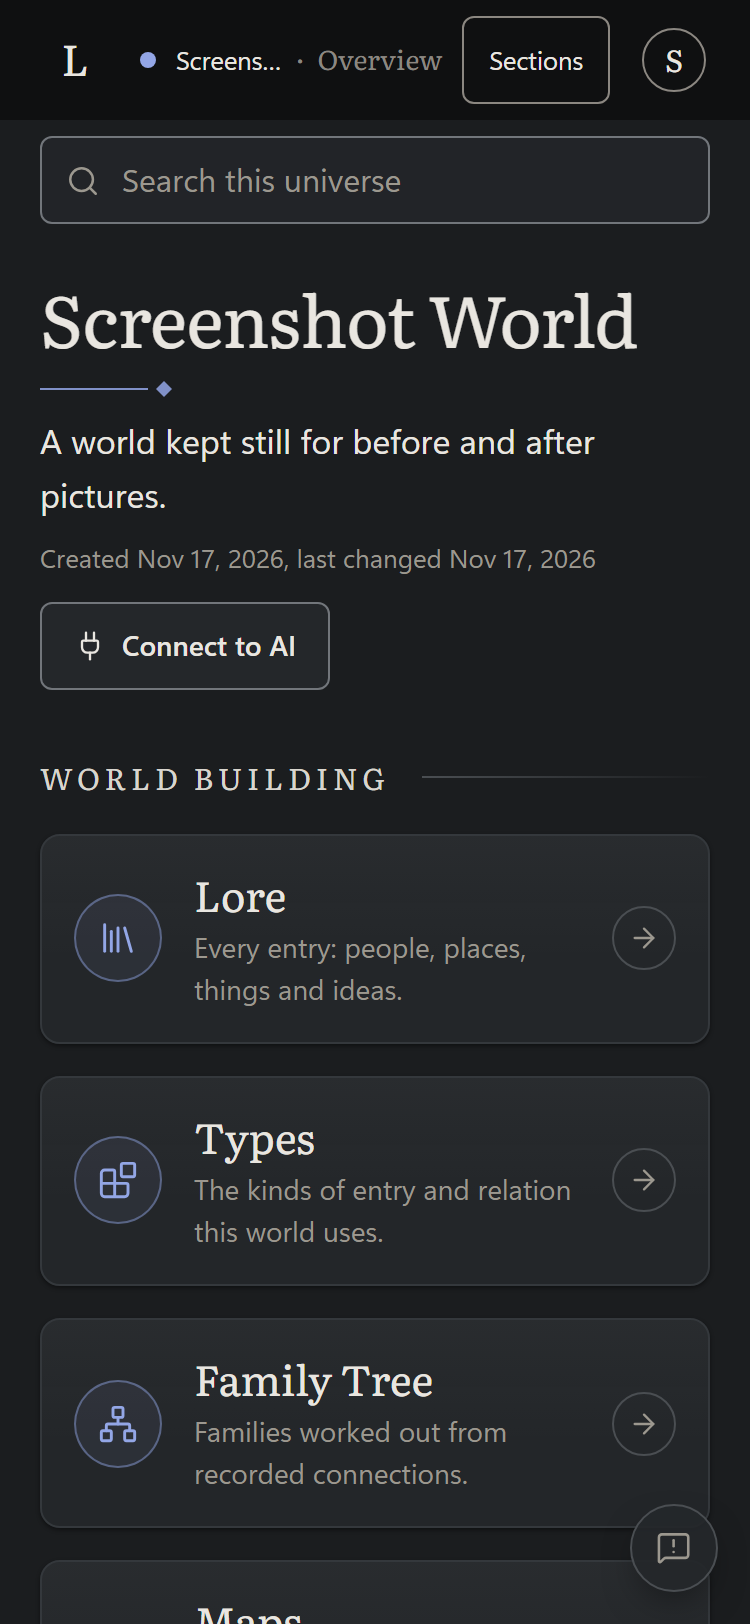 L
Screens... · Overview
Sections
S
Search this universe
Screenshot World
A world kept still for before and after
pictures.
Created Nov 17, 2026, last changed Nov 17, 2026
Connect to AI
WORLD BUILDING
Lore
Every entry: people, places,
things and ideas.
Types
The kinds of entry and relation
this world uses.
Family Tree
Families worked out from
recorded connections.
Maps